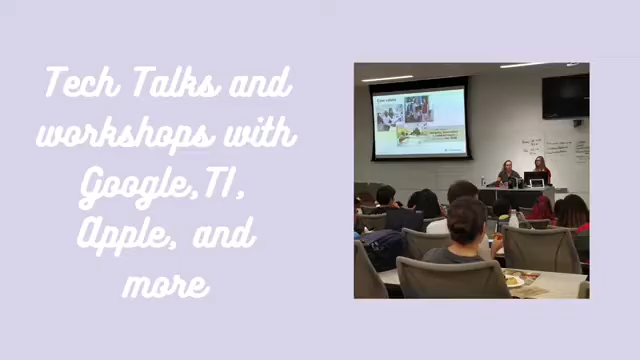 Tech Talks and
workshops with
Google,TI,
Apple, and
more